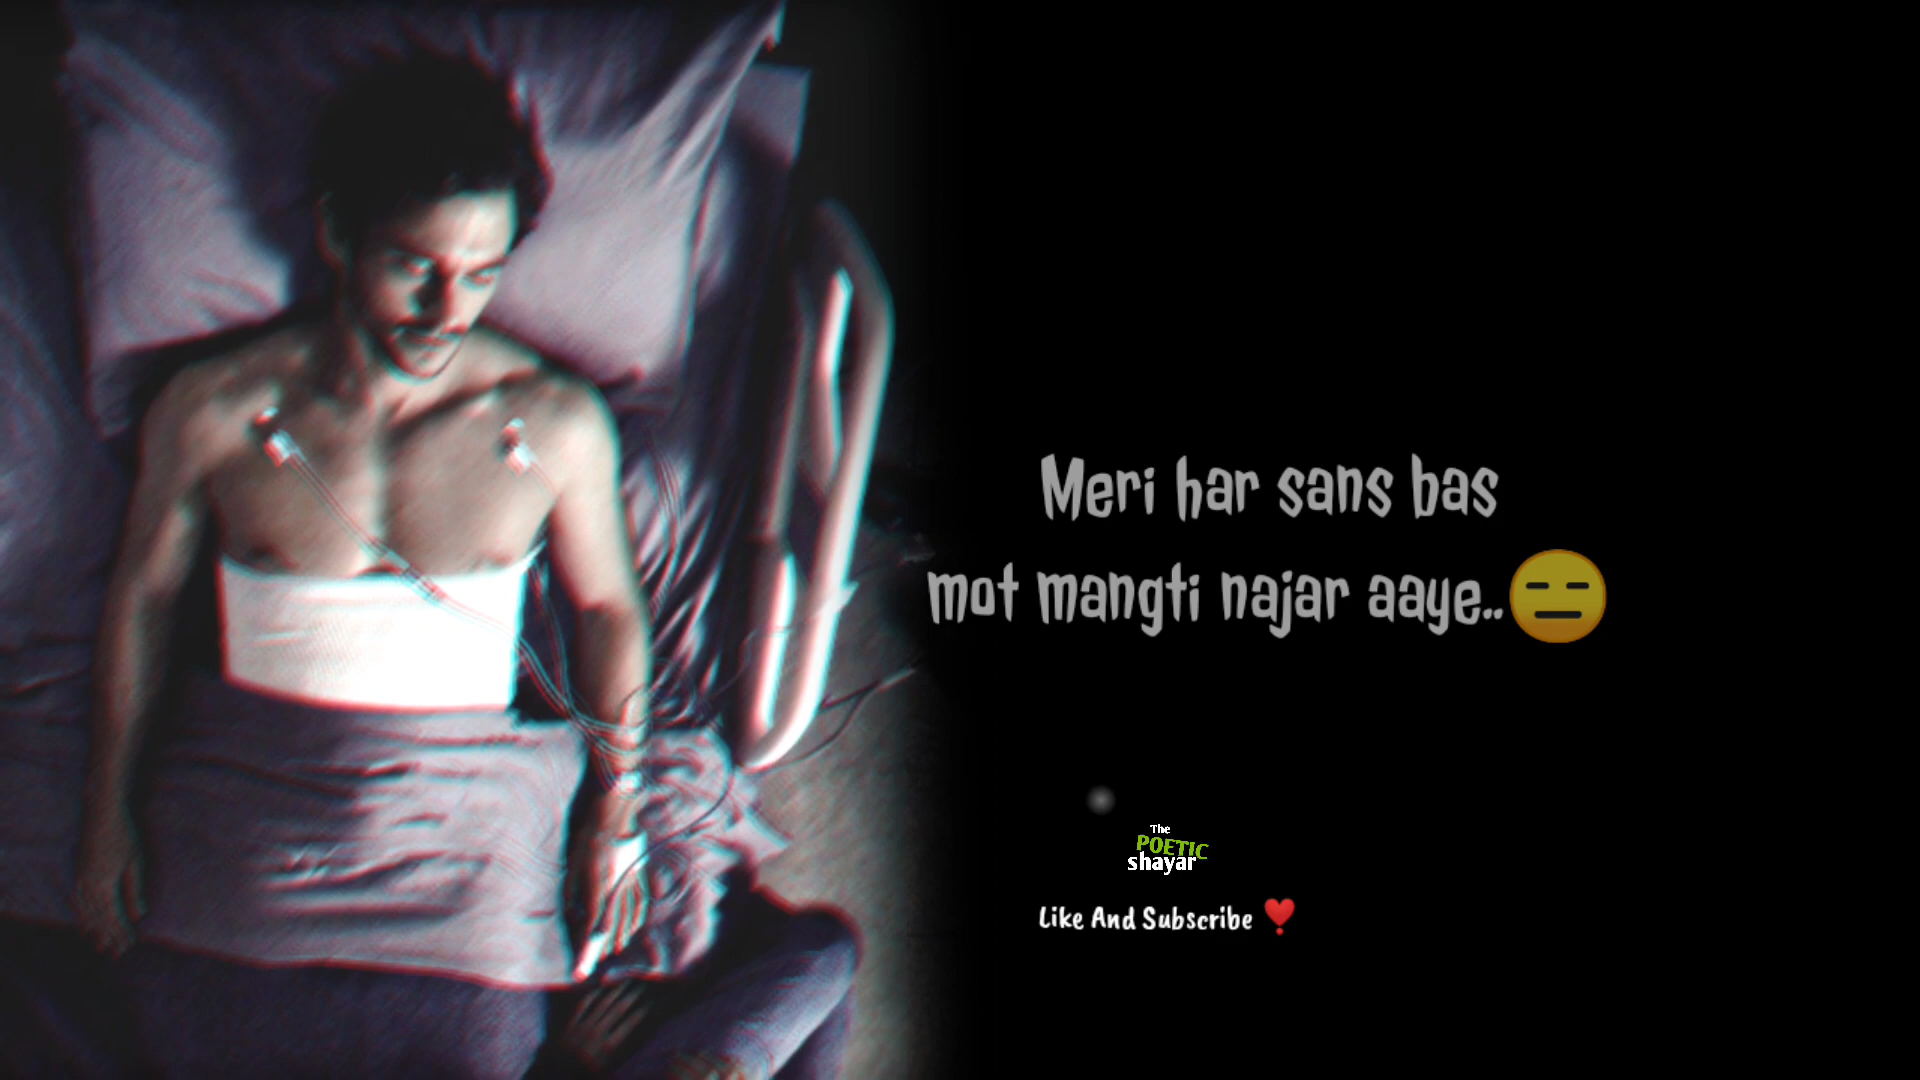 Meri har sans bas
mot mangti najar aaye..😑
The
POETIC
shayar
Like And Subscribe ❣️